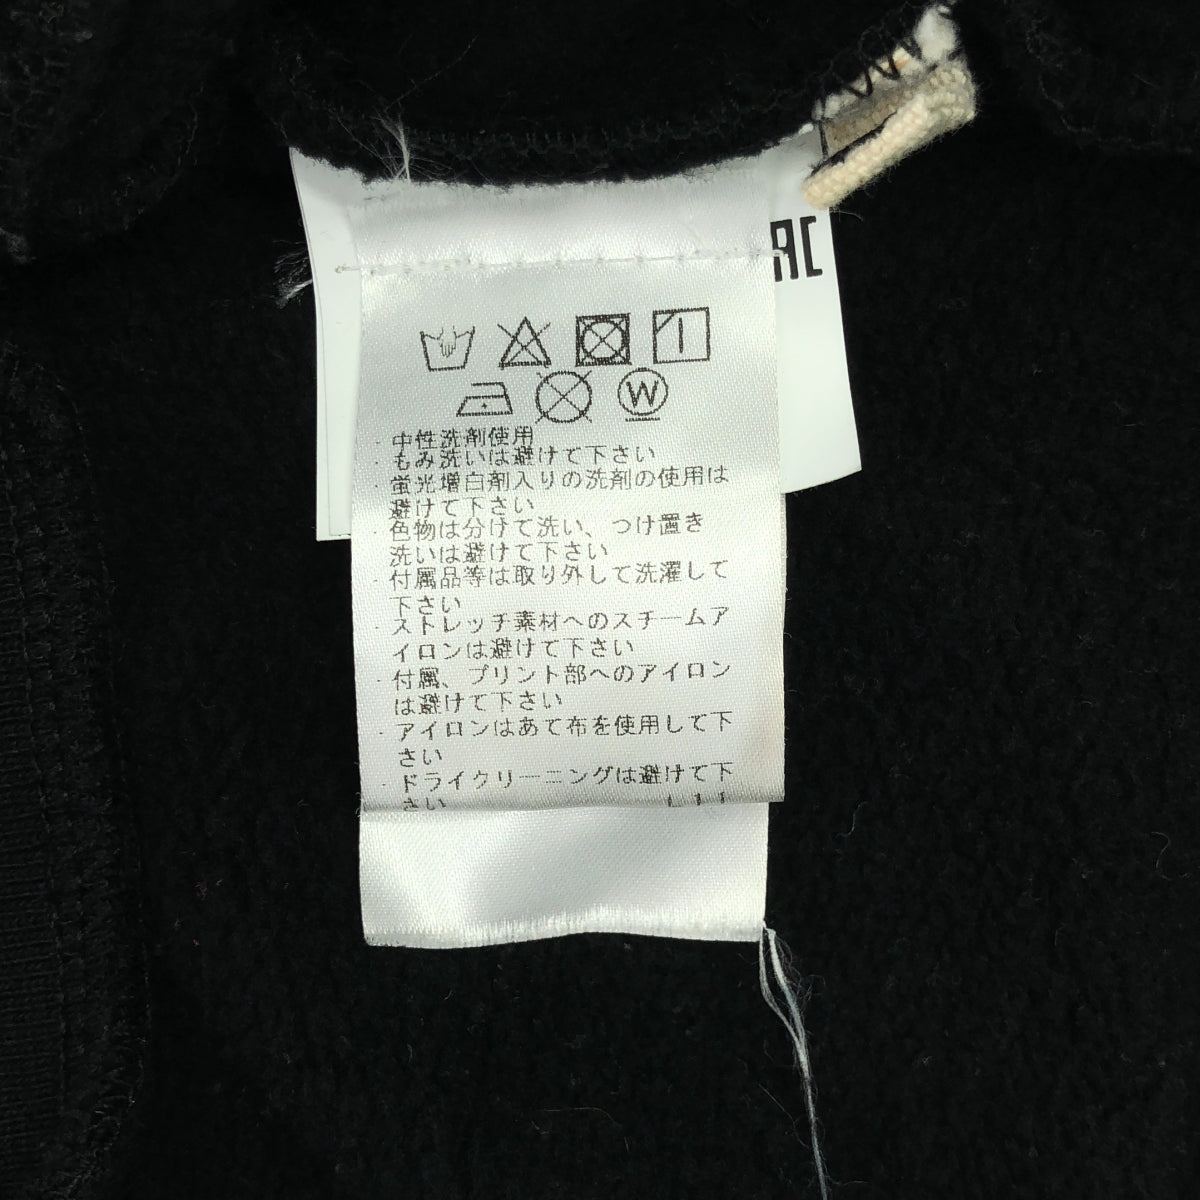 AC
W
・中性洗剤使用
・もみ洗いは避けて下さい
・蛍光増白剤入りの洗剤の使用は
避けて下さい
・色物は分けて洗い、つけ置き
洗いは避けて下さい
・付属品等は取り外して洗濯して
下さい
・ストレッチ素材へのスチームア
イロンは避けて下さい
・付属、プリント部へのアイロン
は避けて下さい
・アイロンはあて布を使用して下
さい
・ドライクリーニングは避けて下
さい